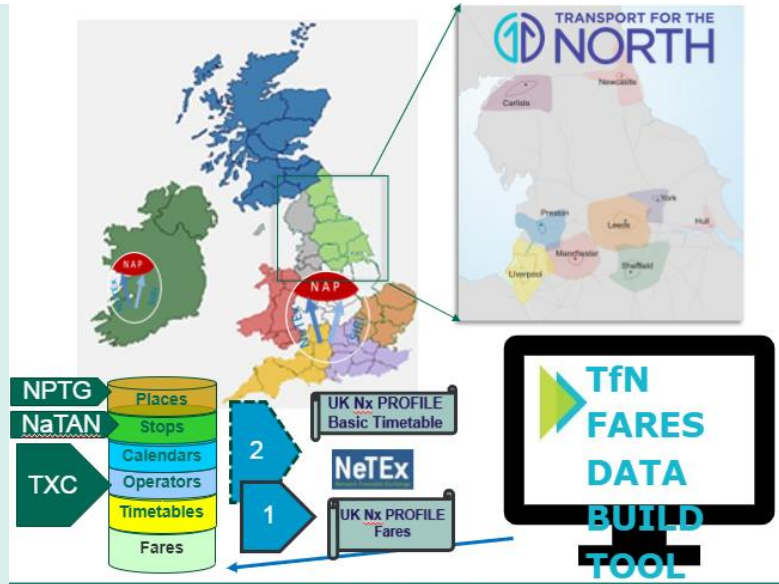 TRANSPORT FOR THE
NORTH
Newcastle
Carlisle
York
Preston
Leeds
Hull
Manchester
Liverpool
Sheffield
NAP
NAP
NPTG
NaTAN
TXC
Places
Stops
Calendars
Operators
Timetables
Fares
2
1
UK Nx PROFILE
Basic Timetable
NeTEx
UK Nx PROFILE
Fares
TfN
FARES
DATA
BUILD
TOOL